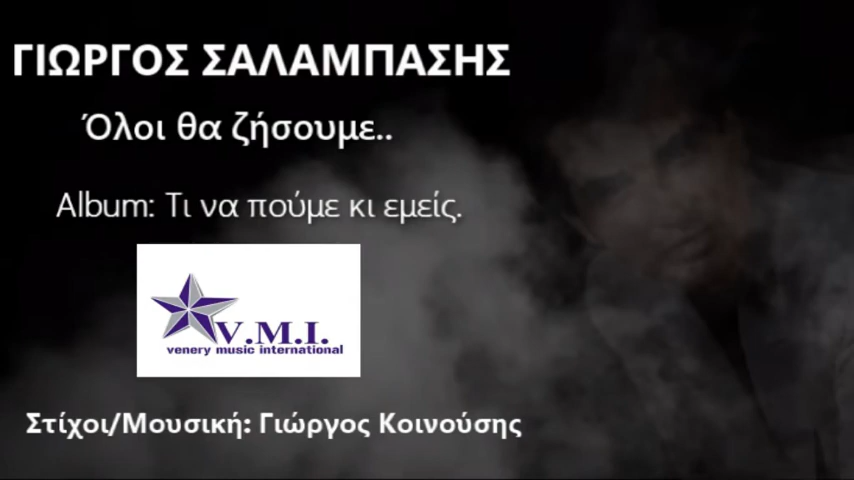 ΓΙΩΡΓΟΣ ΣΑΛΑΜΠΑΣΗΣ
Όλοι θα ζήσουμε..
Album: Τι να πούμε κι εμείς.
V.M.I.
venery music international
Στίχοι/Μουσική: Γιώργος Κοινούσης